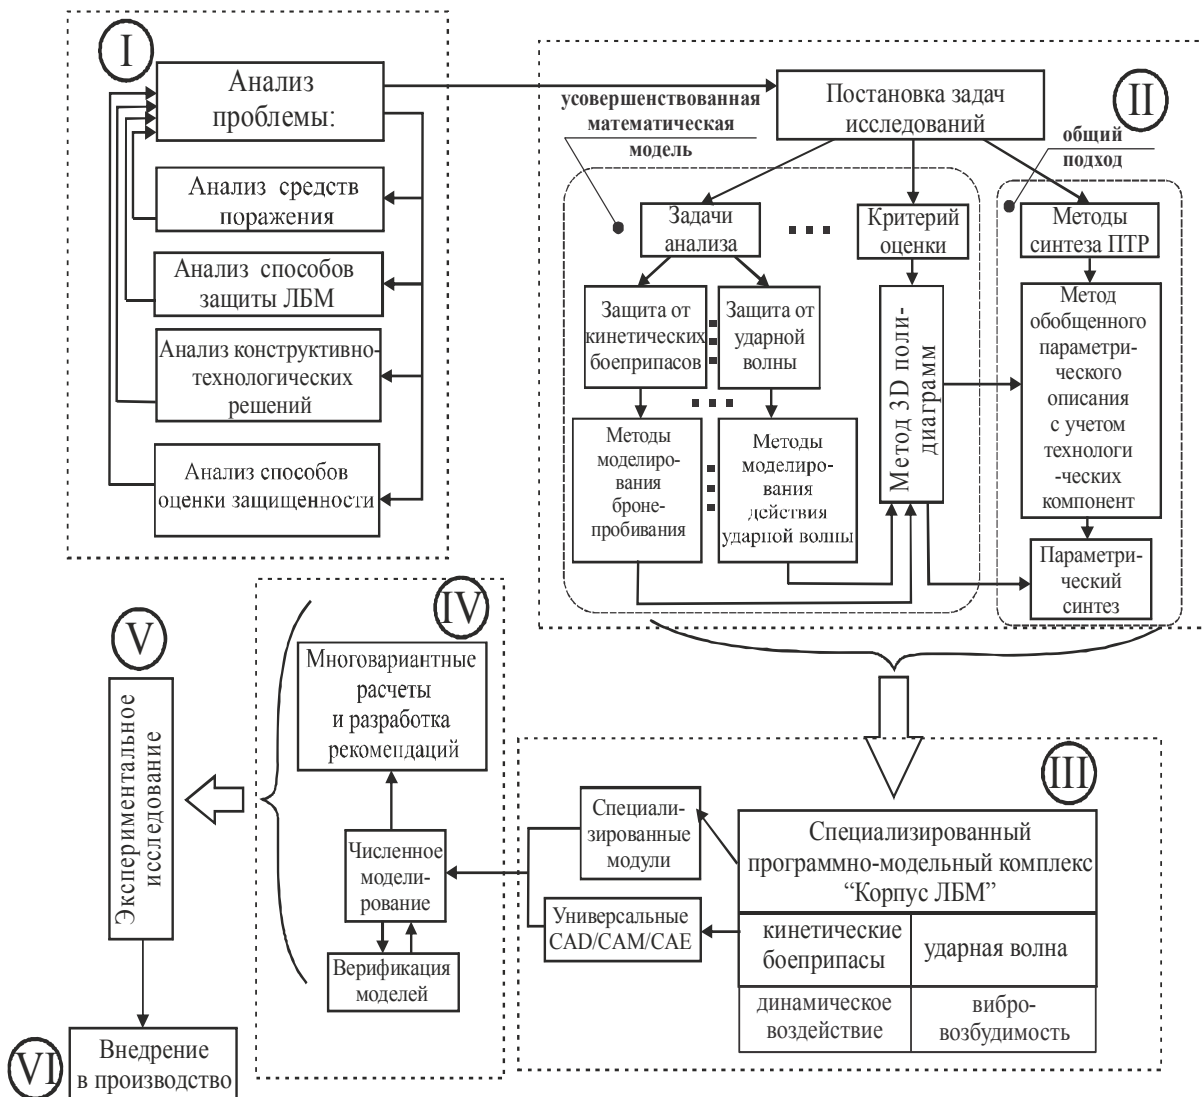 I
Анализ
проблемы:
Анализ средств
поражения
Анализ способов
защиты ЛБМ
Анализ конструктивно-
технологических
решений
Анализ способов
оценки защищенности
II
Постановка задач
исследований
усовершенствованная
математическая
модель
общий
подход
Задачи
анализа
Критерий
оценки
Методы
синтеза ПТР
Защита от
кинетических
боеприпасов
Защита от
ударной
волны
Метод 3D поли-
диаграмм
Метод
обобщенного
параметри-
ческого
описания
с учетом
технологи
-ческих
компонент
Методы
моделиро-
вания
броне-
пробивания
Методы
моделиро-
вания
действия
ударной волны
Параметри-
ческий
синтез
III
Специализированный
программно-модельный комплекс
“Корпус ЛБМ”
кинетические
боеприпасы
ударная волна
динамическое
воздействие
вибро-
возбудимость
Специали-
зированные
модули
Универсальные
CAD/CAM/CAE
IV
Многовариантные
расчеты
и разработка
рекомендаций
Численное
модели-
рование
Верификация
моделей
V
Экспериментальное
исследование
VI
Внедрение
в производство